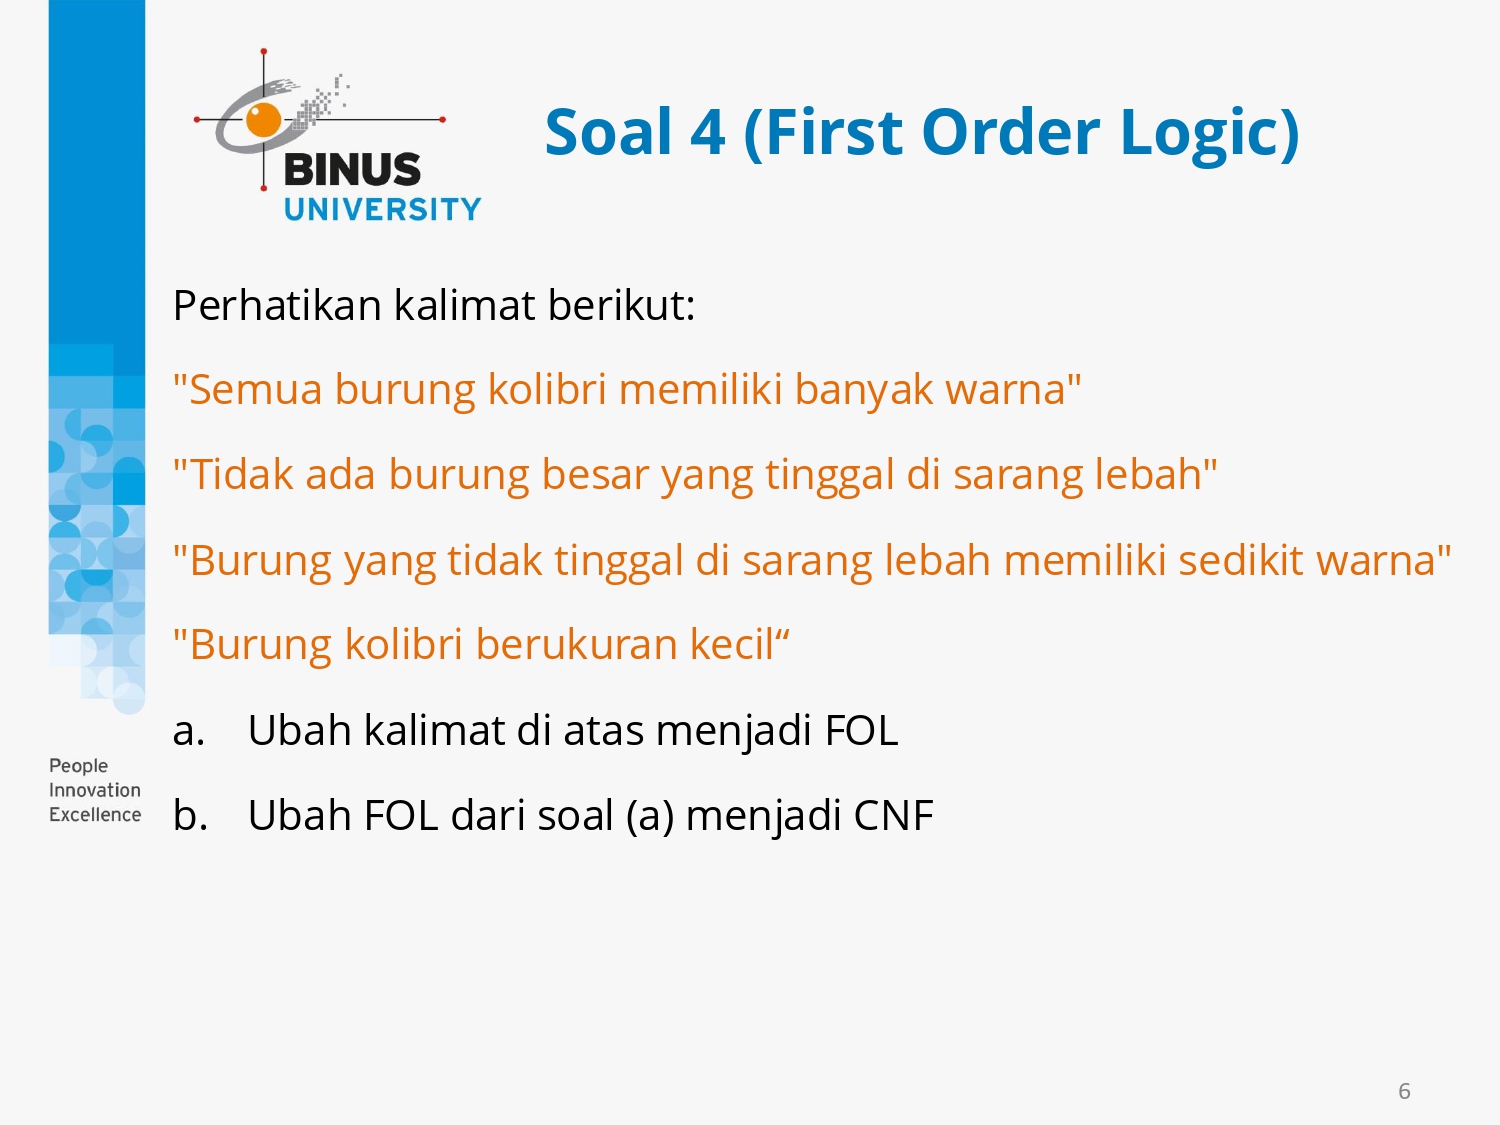 BINUS
UNIVERSITY
Soal 4 (First Order Logic)
Perhatikan kalimat berikut:
"Semua burung kolibri memiliki banyak warna"
"Tidak ada burung besar yang tinggal di sarang lebah"
"Burung yang tidak tinggal di sarang lebah memiliki sedikit warna"
"Burung kolibri berukuran kecil“
a. Ubah kalimat di atas menjadi FOL
b. Ubah FOL dari soal (a) menjadi CNF
People
Innovation
Excellence
6